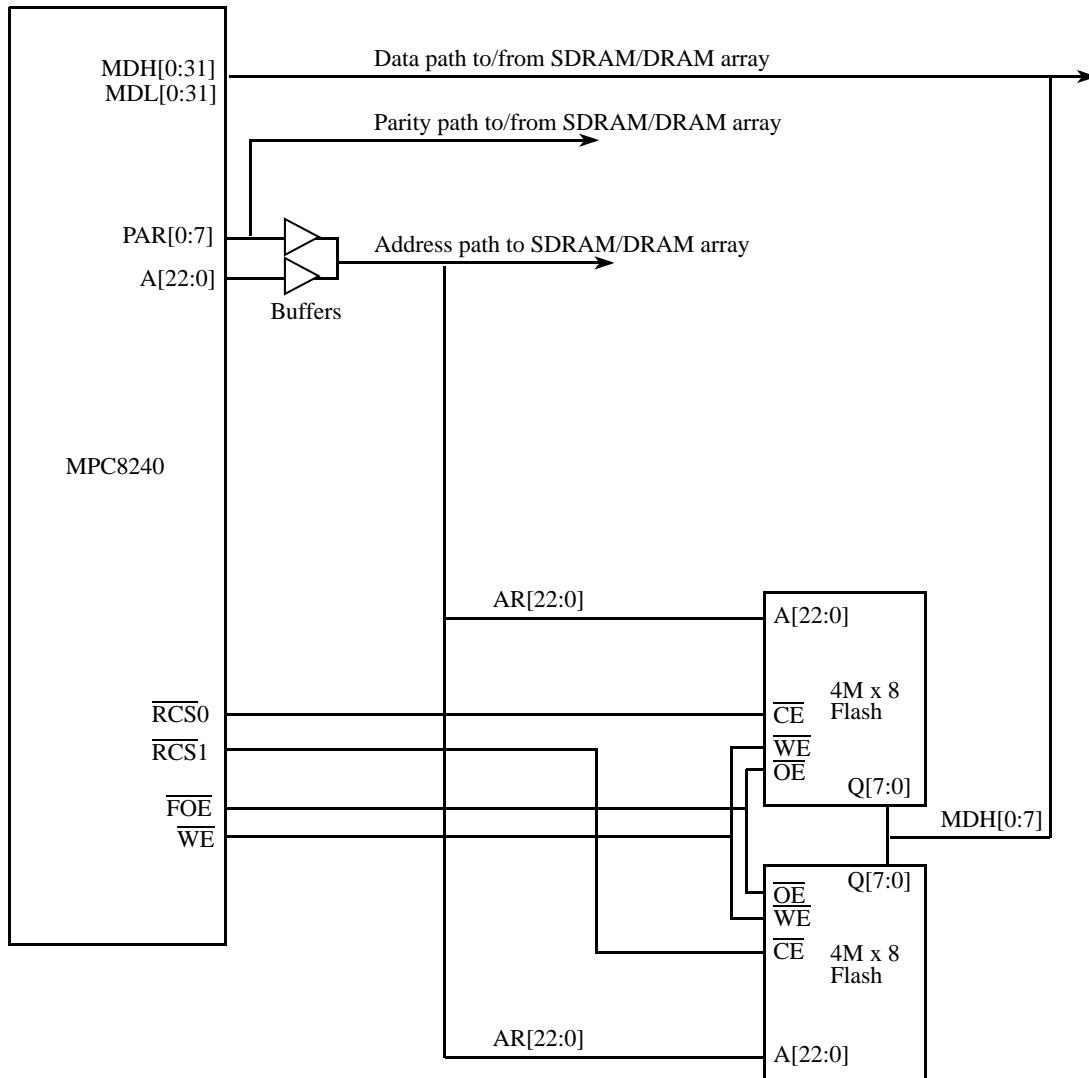 MDH[0:31]
MDL[0:31]
Data path to/from SDRAM/DRAM array
Parity path to/from SDRAM/DRAM array
PAR[0:7]
A[22:0]
Buffers
Address path to SDRAM/DRAM array
MPC8240
AR[22:0]
A[22:0]
4M x 8
Flash
RCS0
CE
RCS1
WE
OE
Q[7:0]
FOE
WE
MDH[0:7]
Q[7:0]
OE
WE
CE
4M x 8
Flash
AR[22:0]
A[22:0]